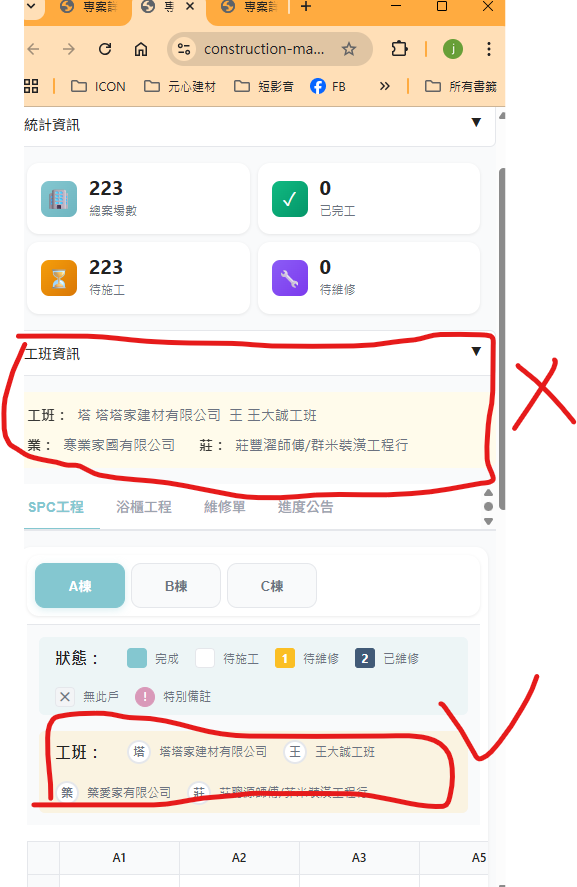 專案詳
專
專案詳
construction-ma...
j
ICON
元心建材
短影音
FB
所有書籤
統計資訊 ▼
223
總案場數
0
已完工
223
待施工
0
待維修
工班資訊 ▼
工班： 塔 塔塔家建材有限公司 王 王大誠工班
業： 寒業家國有限公司 莊： 莊豐濯師傅/群米裝潢工程行
SPC工程 浴櫃工程 維修單 進度公告
A棟 B棟 C棟
狀態： 完成 待施工 1 待維修 2 已維修
無此戶 ! 特別備註
工班： 塔 塔塔家建材有限公司 王 王大誠工班
築愛家有限公司 莊
A1 A2 A3 A5